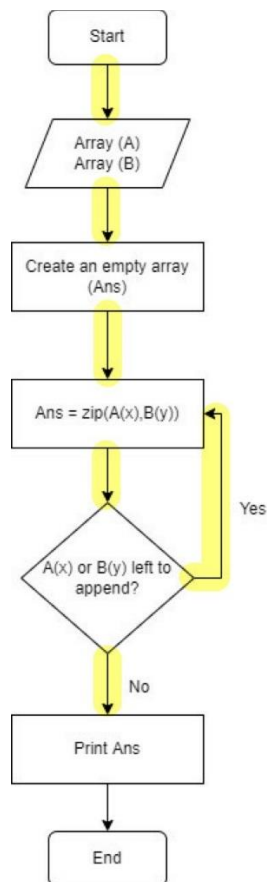 Start
Array (A)
Array (B)
Create an empty array
(Ans)
Ans = zip(A(x),B(y))
Yes
A(x) or B(y) left to
append?
No
Print Ans
End